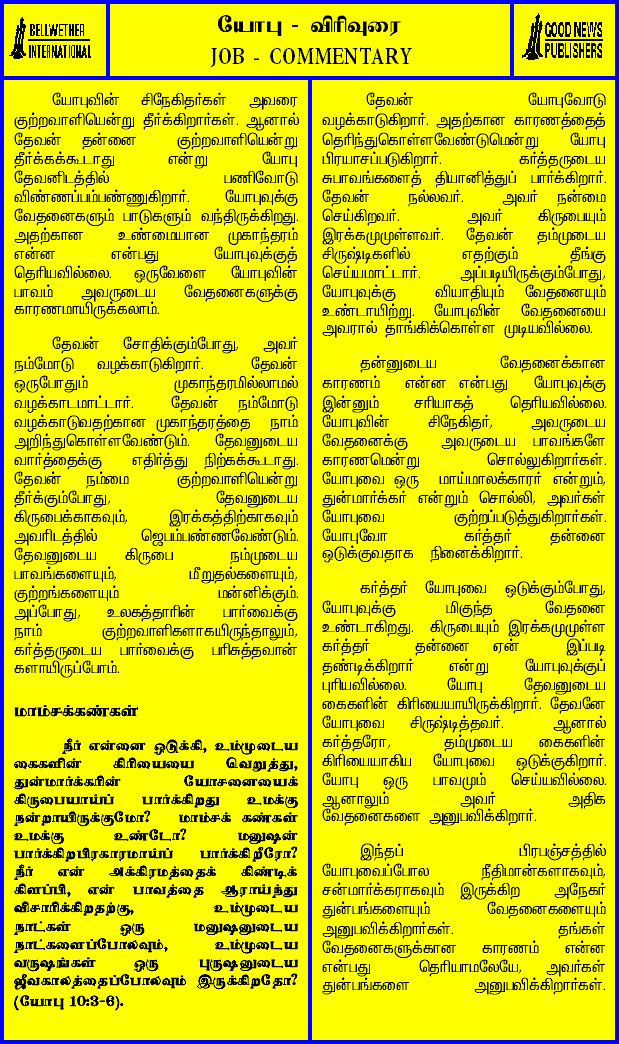 BELLWETHER
INTERNATIONAL
யோபு - விரிவுரை
JOB - COMMENTARY
GOOD NEWS
PUBLISHERS
யோபுவின் சிநேகிதர்கள் அவரை
குற்றவாளியென்று தீர்க்கிறார்கள். ஆனால்
தேவன் தன்னை குற்றவாளியென்று
தீர்க்கக்கூடாது என்று யோபு
தேவனிடத்தில் பணிவோடு
விண்ணப்பம்பண்ணுகிறார். யோபுவுக்கு
வேதனைகளும் பாடுகளும் வந்திருக்கிறது.
அதற்கான உண்மையான முகாந்தரம்
என்ன என்பது யோபுவுக்குத்
தெரியவில்லை. ஒருவேளை யோபுவின்
பாவம் அவருடைய வேதனைகளுக்கு
காரணமாயிருக்கலாம்.
தேவன் சோதிக்கும்போது, அவர்
நம்மோடு வழக்காடுகிறார். தேவன்
ஒருபோதும் முகாந்தரமில்லாமல்
வழக்காடமாட்டார். தேவன் நம்மோடு
வழக்காடுவதற்கான முகாந்தரத்தை நாம்
அறிந்துகொள்ளவேண்டும். தேவனுடைய
வார்த்தைக்கு எதிர்த்து நிற்கக்கூடாது.
தேவன் நம்மை குற்றவாளியென்று
தீர்க்கும்போது, தேவனுடைய
கிருபைக்காகவும், இரக்கத்திற்காகவும்
அவரிடத்தில் ஜெபம்பண்ணவேண்டும்.
தேவனுடைய கிருபை நம்முடைய
பாவங்களையும், மீறுதல்களையும்,
குற்றங்களையும் மன்னிக்கும்.
அப்போது, உலகத்தாரின் பார்வைக்கு
நாம் குற்றவாளிகளாகயிருந்தாலும்,
கர்த்தருடைய பார்வைக்கு பரிசுத்தவான்
களாயிருப்போம்.
மாம்சக்கண்கள்
நீர் என்னை ஒடுக்கி, உம்முடைய
கைகளின் கிரியையை வெறுத்து,
துன்மார்க்கரின் யோசனையைக்
கிருபையாய்ப் பார்க்கிறது உமக்கு
நன்றாயிருக்குமோ? மாம்சக் கண்கள்
உமக்கு உண்டோ? மனுஷன்
பார்க்கிறபிரகாரமாய்ப் பார்க்கிறீரோ?
நீர் என் அக்கிரமத்தைக் கிண்டிக்
கிளப்பி, என் பாவத்தை ஆராய்ந்து
விசாரிக்கிறதற்கு, உம்முடைய
நாட்கள் ஒரு மனுஷனுடைய
நாட்களைப்போலவும், உம்முடைய
வருஷங்கள் ஒரு புருஷனுடைய
ஜீவகாலத்தைப்போலவும் இருக்கிறதோ?
(யோபு 10:3-6).
தேவன் யோபுவோடு
வழக்காடுகிறார். அதற்கான காரணத்தைத்
தெரிந்துகொள்ளவேண்டுமென்று யோபு
பிரயாசப்படுகிறார். கர்த்தருடைய
சுபாவங்களைத் தியானித்துப் பார்க்கிறார்.
தேவன் நல்லவர். அவர் நன்மை
செய்கிறவர். அவர் கிருபையும்
இரக்கமுமுள்ளவர். தேவன் தம்முடைய
சிருஷ்டிகளில் எதற்கும் தீங்கு
செய்யமாட்டார். அப்படியிருக்கும்போது,
யோபுவுக்கு வியாதியும் வேதனையும்
உண்டாயிற்று. யோபுவின் வேதனையை
அவரால் தாங்கிக்கொள்ள முடியவில்லை.
தன்னுடைய வேதனைக்கான
காரணம் என்ன என்பது யோபுவுக்கு
இன்னும் சரியாகத் தெரியவில்லை.
யோபுவின் சிநேகிதர், அவருடைய
வேதனைக்கு அவருடைய பாவங்களே
காரணமென்று சொல்லுகிறார்கள்.
யோபுவை ஒரு மாய்மாலக்காரர் என்றும்,
துன்மார்க்கர் என்றும் சொல்லி, அவர்கள்
யோபுவை குற்றப்படுத்துகிறார்கள்.
யோபுவோ கர்த்தர் தன்னை
ஒடுக்குவதாக நினைக்கிறார்.
கர்த்தர் யோபுவை ஒடுக்கும்போது,
யோபுவுக்கு மிகுந்த வேதனை
உண்டாகிறது. கிருபையும் இரக்கமுமுள்ள
கர்த்தர் தன்னை ஏன் இப்படி
தண்டிக்கிறார் என்று யோபுவுக்குப்
புரியவில்லை. யோபு தேவனுடைய
கைகளின் கிரியையாயிருக்கிறார். தேவனே
யோபுவை சிருஷ்டித்தவர். ஆனால்
கர்த்தரோ, தம்முடைய கைகளின்
கிரியையாகிய யோபுவை ஒடுக்குகிறார்.
யோபு ஒரு பாவமும் செய்யவில்லை.
ஆனாலும் அவர் அதிக
வேதனைகளை அனுபவிக்கிறார்.
இந்தப் பிரபஞ்சத்தில்
யோபுவைப்போல நீதிமான்களாகவும்,
சன்மார்க்கராகவும் இருக்கிற அநேகர்
துன்பங்களையும் வேதனைகளையும்
அனுபவிக்கிறார்கள். தங்கள்
வேதனைகளுக்கான காரணம் என்ன
என்பது தெரியாமலேயே, அவர்கள்
துன்பங்களை அனுபவிக்கிறார்கள்.